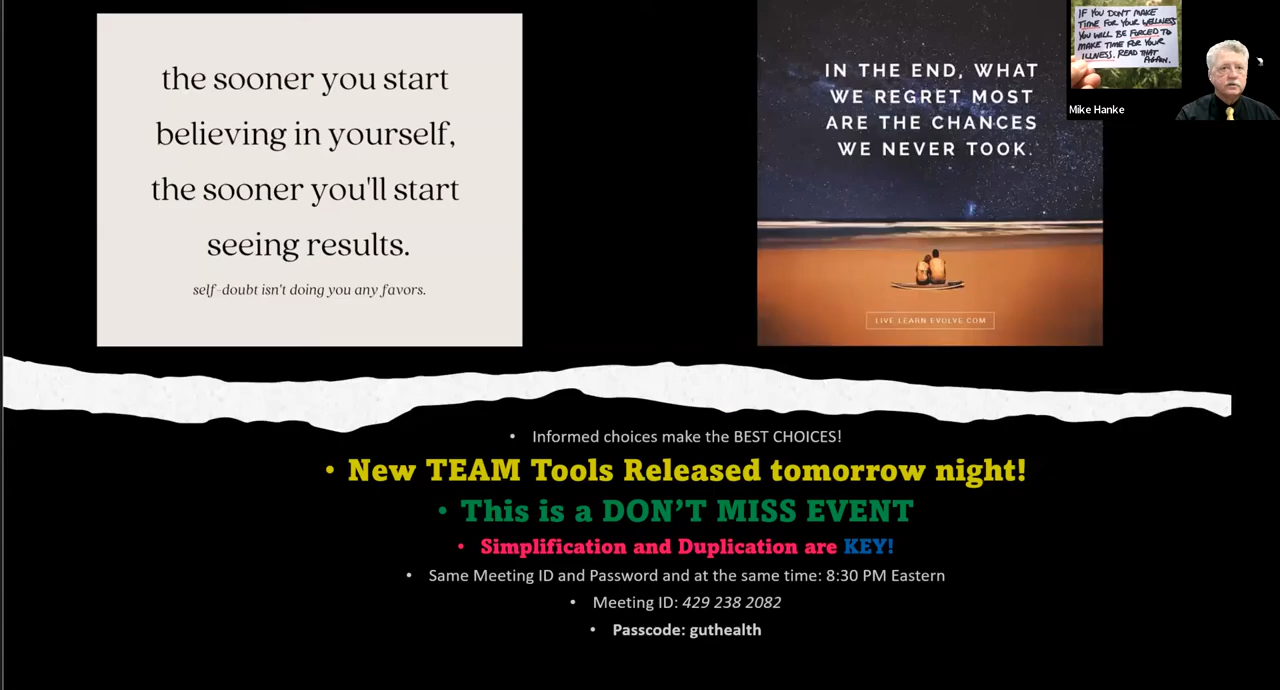 the sooner you start
believing in yourself,
the sooner you'll start
seeing results.
self-doubt isn't doing you any favors.
IN THE END, WHAT
WE REGRET MOST
ARE THE CHANCES
WE NEVER TOOK.
LIVE LEARN EVOLVE.COM
IF YOU DON'T MAKE
TIME FOR YOUR WELLNESS
YOU WILL BE FORCED TO
MAKE TIME FOR YOUR
ILLNESS. READ THAT
AGAIN.
Mike Hanke
• Informed choices make the BEST CHOICES!
• New TEAM Tools Released tomorrow night!
• This is a DON’T MISS EVENT
• Simplification and Duplication are KEY!
• Same Meeting ID and Password and at the same time: 8:30 PM Eastern
• Meeting ID: 429 238 2082
• Passcode: guthealth